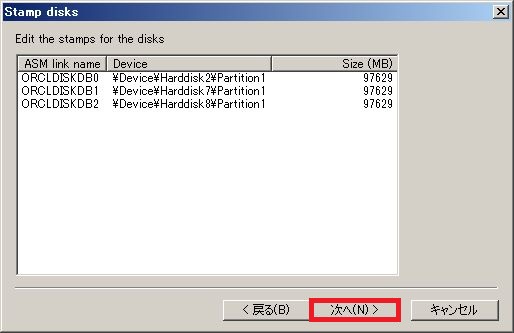 Stamp disks
Edit the stamps for the disks
ASM link name Device Size (MB)
ORCLDISKDB0 ¥Device¥Harddisk2¥Partition1 97629
ORCLDISKDB1 ¥Device¥Harddisk7¥Partition1 97629
ORCLDISKDB2 ¥Device¥Harddisk8¥Partition1 97629
< 戻る(B) 次へ(N) > キャンセル